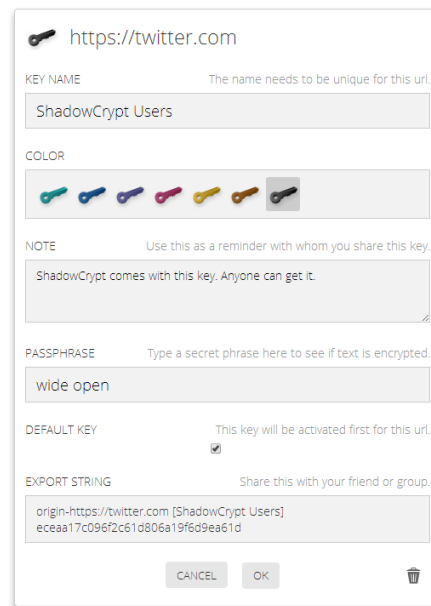 https://twitter.com
KEY NAME The name needs to be unique for this url.
ShadowCrypt Users
COLOR
NOTE Use this as a reminder with whom you share this key.
ShadowCrypt comes with this key. Anyone can get it.
PASSPHRASE Type a secret phrase here to see if text is encrypted.
wide open
DEFAULT KEY This key will be activated first for this url.
EXPORT STRING Share this with your friend or group.
origin-https://twitter.com [ShadowCrypt Users]
eceaa17c096f2c61d806a19f6d9ea61d
CANCEL OK